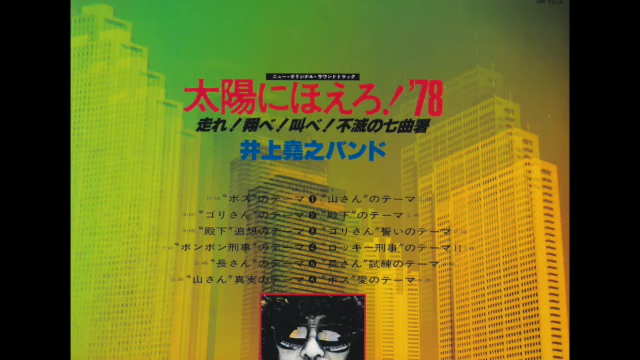 ニュー・オリジナル・サウンドトラック
太陽にほえろ!'78
走れ!翔べ!叫べ!不滅の七曲署
井上堯之バンド
“ボス”のテーマ 1 “山さん”のテーマ
“ゴリさん”のテーマ 2 “殿下”のテーマ
“殿下”追想のテーマ 3 “ゴリさん”誓いのテーマ
“ボンボン刑事”のテーマ 4 “ロッキー刑事”のテーマ
“長さん”のテーマ 5 “長さん”試練のテーマ
“山さん”真実のテーマ 6 “ボス”愛のテーマ